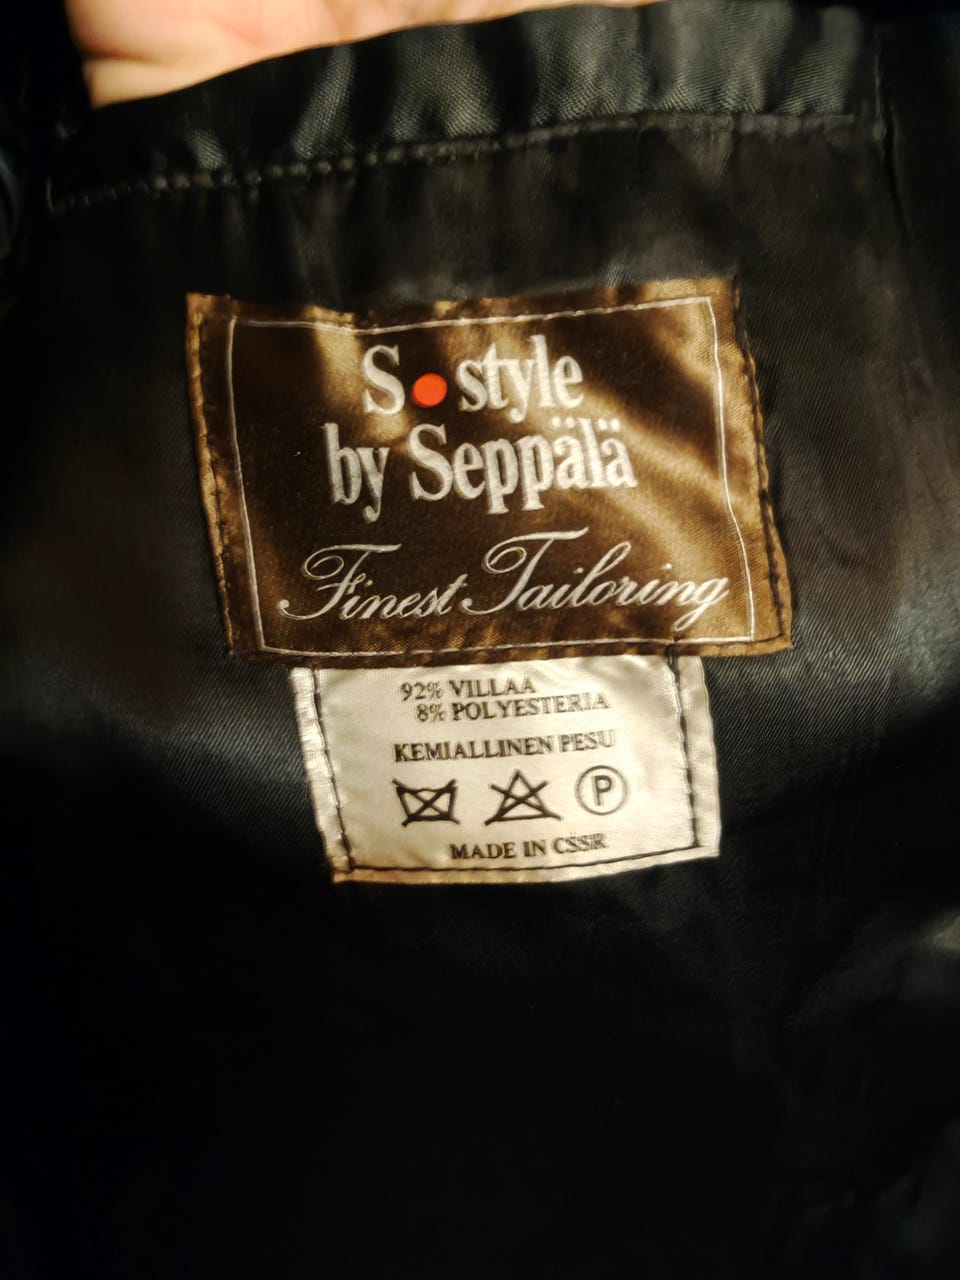 S•style
by Seppälä
Finest Tailoring
92% VILLAA
8% POLYESTERIA
KEMIALLINEN PESU
P
MADE IN CSSR